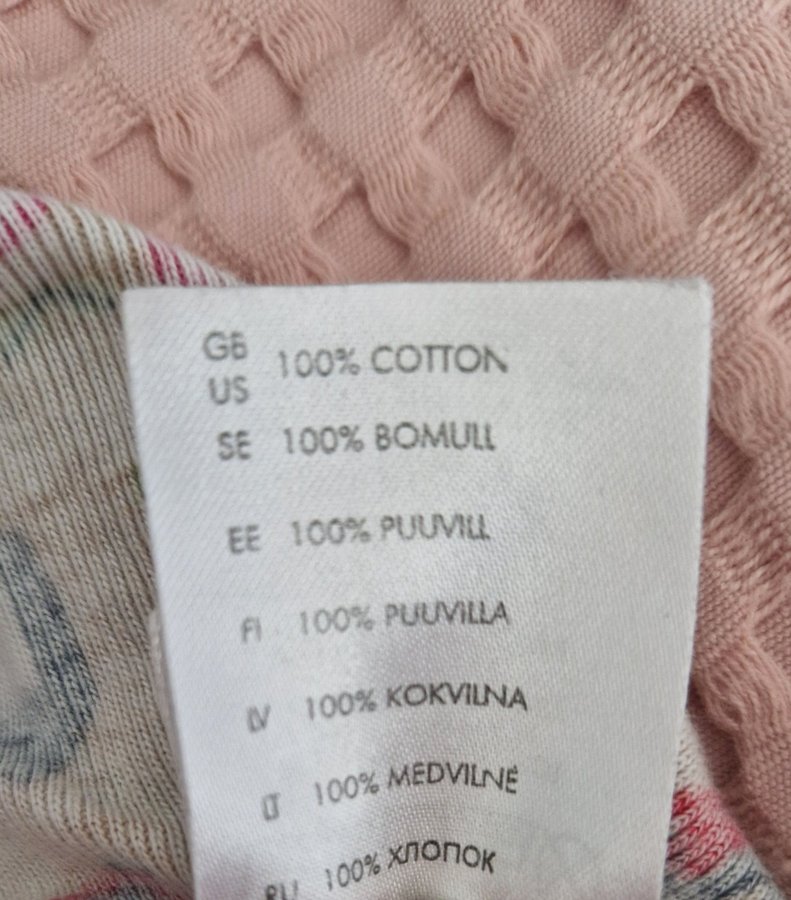 GB
US 100% COTTON
SE 100% BOMULL
EE 100% PUUVILL
FI 100% PUUVILLA
LV 100% KOKVILNA
LT 100% MEDVILNĖ
RU 100% ХЛОПОК